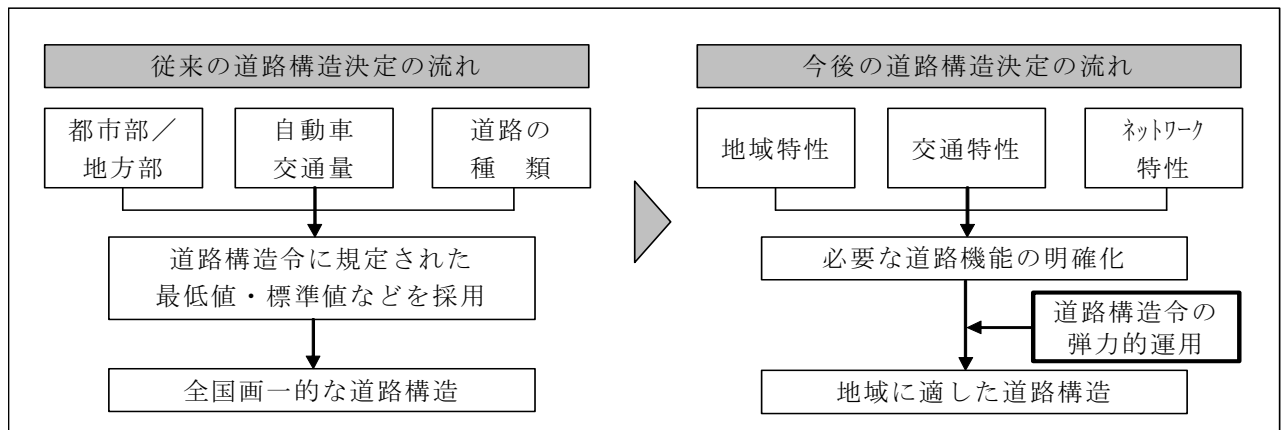 従来の道路構造決定の流れ
都市部／
地方部
自動車
交通量
道路の
種　類
道路構造令に規定された
最低値・標準値などを採用
全国画一的な道路構造
今後の道路構造決定の流れ
地域特性
交通特性
ﾈｯﾄﾜｰｸ
特性
必要な道路機能の明確化
道路構造令の
弾力的運用
地域に適した道路構造